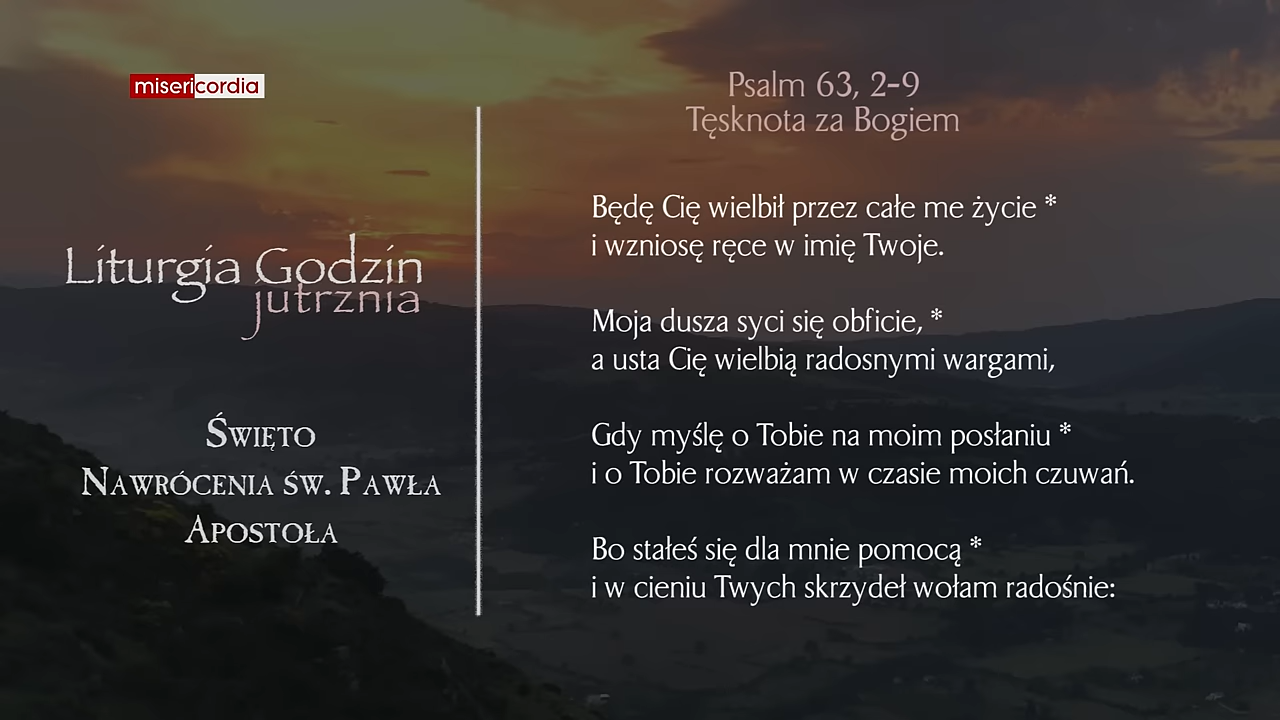 misericordia
Liturgia Godzin
jutrznia
Święto
Nawrócenia św. Pawła
Apostoła
Psalm 63, 2-9
Tęsknota za Bogiem
Będę Cię wielbił przez całe me życie *
i wzniosę ręce w imię Twoje.
Moja dusza syci się obficie, *
a usta Cię wielbią radosnymi wargami,
Gdy myślę o Tobie na moim posłaniu *
i o Tobie rozważam w czasie moich czuwań.
Bo stałeś się dla mnie pomocą *
i w cieniu Twych skrzydeł wołam radośnie: